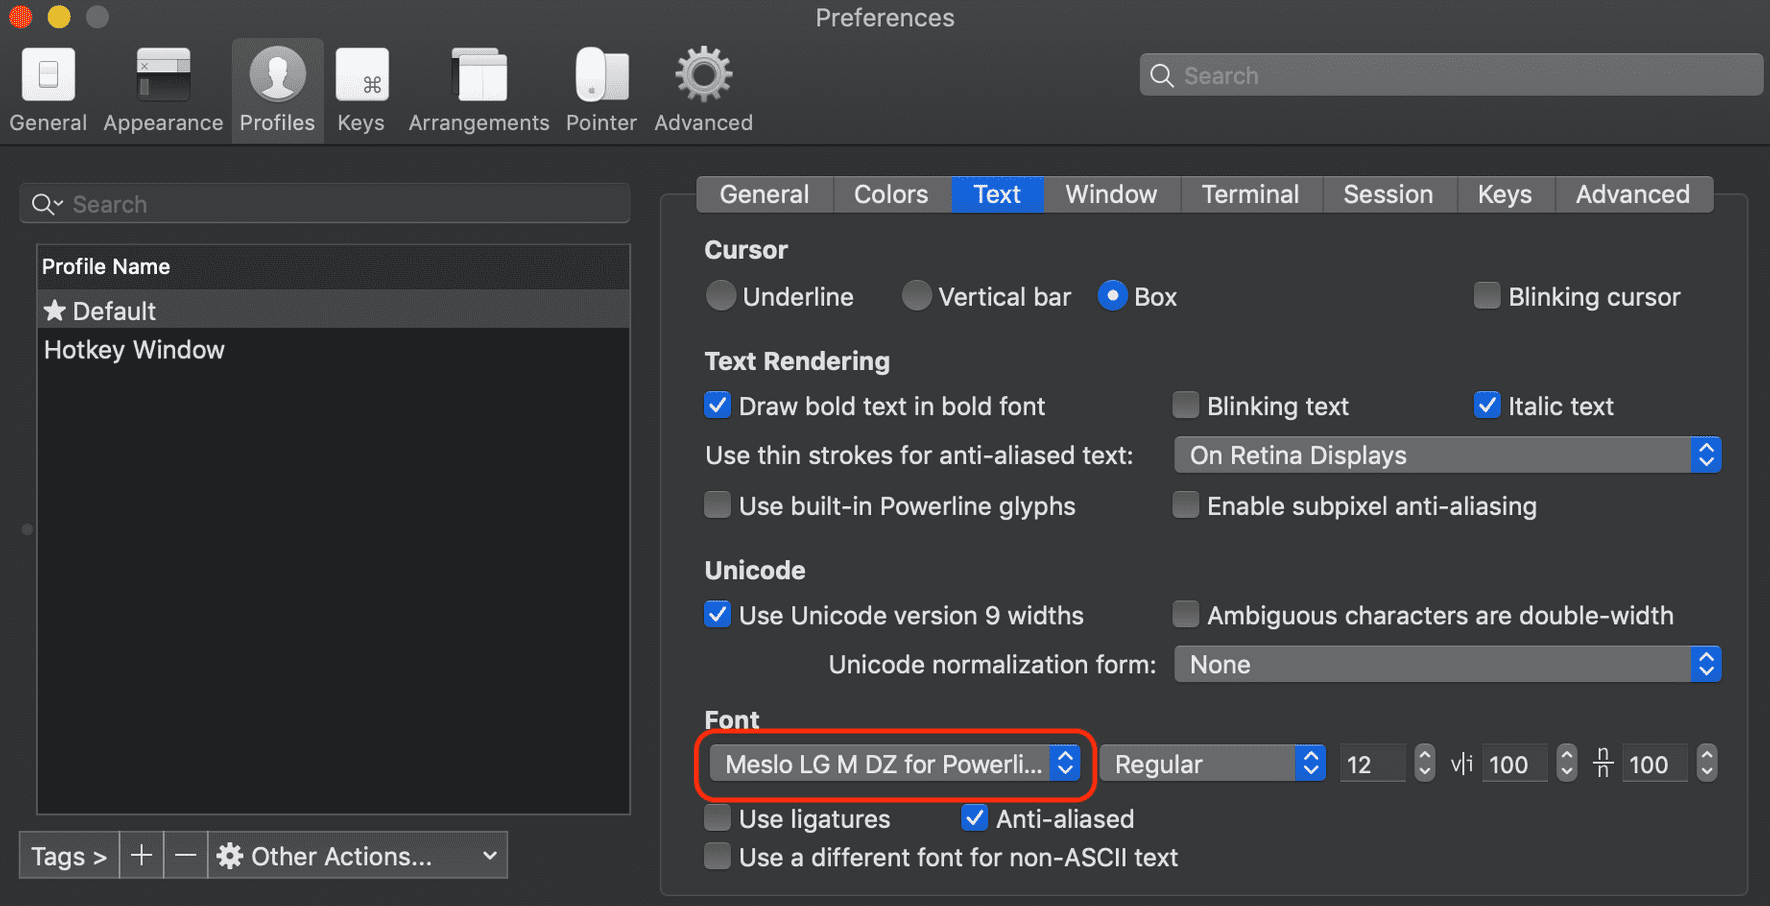 Preferences
General Appearance Profiles Keys Arrangements Pointer Advanced
Search
Search
Profile Name
Default
Hotkey Window
Tags > + − Other Actions...
General Colors Text Window Terminal Session Keys Advanced
Cursor
Underline Vertical bar Box Blinking cursor
Text Rendering
Draw bold text in bold font Blinking text Italic text
Use thin strokes for anti-aliased text: On Retina Displays
Use built-in Powerline glyphs Enable subpixel anti-aliasing
Unicode
Use Unicode version 9 widths Ambiguous characters are double-width
Unicode normalization form: None
Font
Meslo LG M DZ for Powerli... Regular 12 v|i 100 n/n 100
Use ligatures Anti-aliased
Use a different font for non-ASCII text